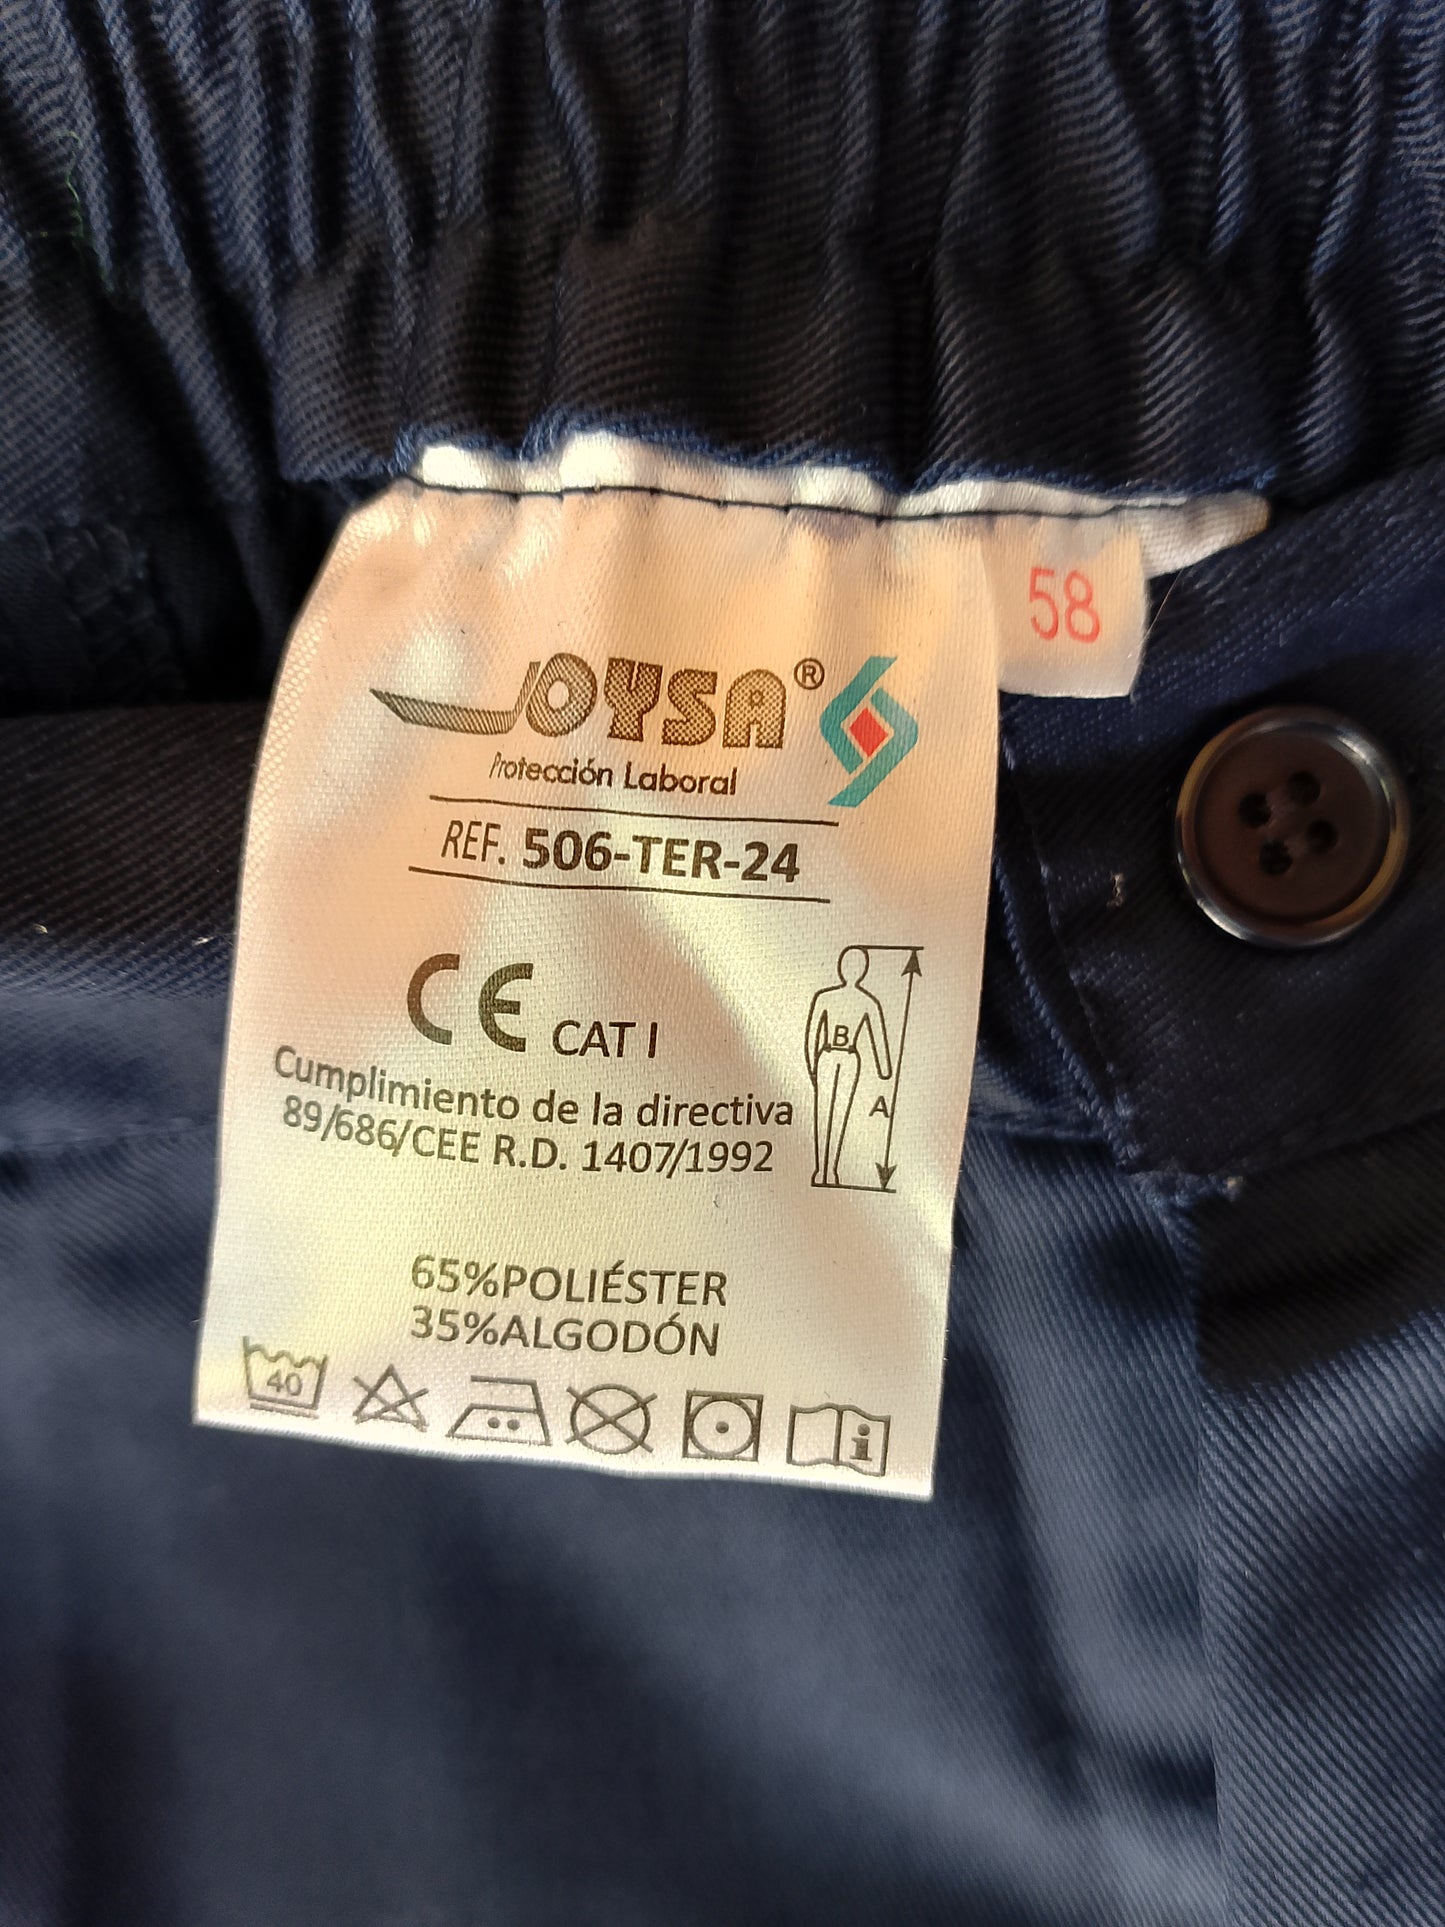 58
JOYSA®
Protección Laboral
REF. 506-TER-24
CE CAT I
Cumplimiento de la directiva
89/686/CEE R.D. 1407/1992
B
A
65%POLIÉSTER
35%ALGODÓN
40
i